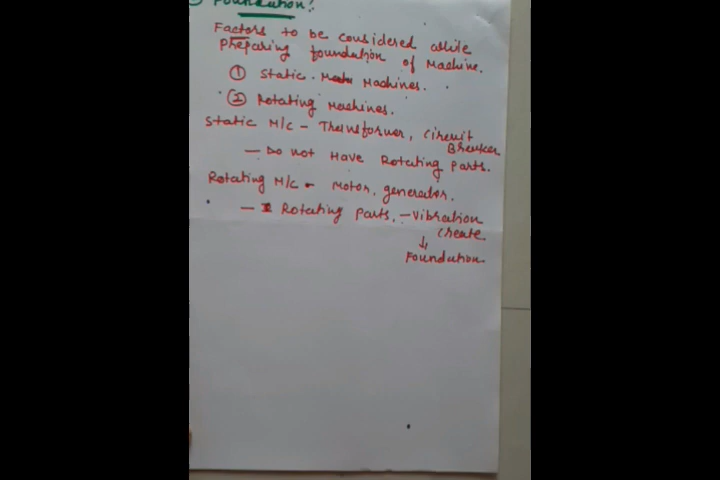 Foundation:
Factors to be considered while
preparing foundation of Machine.
① Static Machines.
② Rotating Machines.
Static M/C - Transformer, Circuit
Breaker
- Do not Have Rotating Parts.
Rotating M/C - Motor, generator.
- Rotating Parts, - Vibration
create.
↓
Foundation